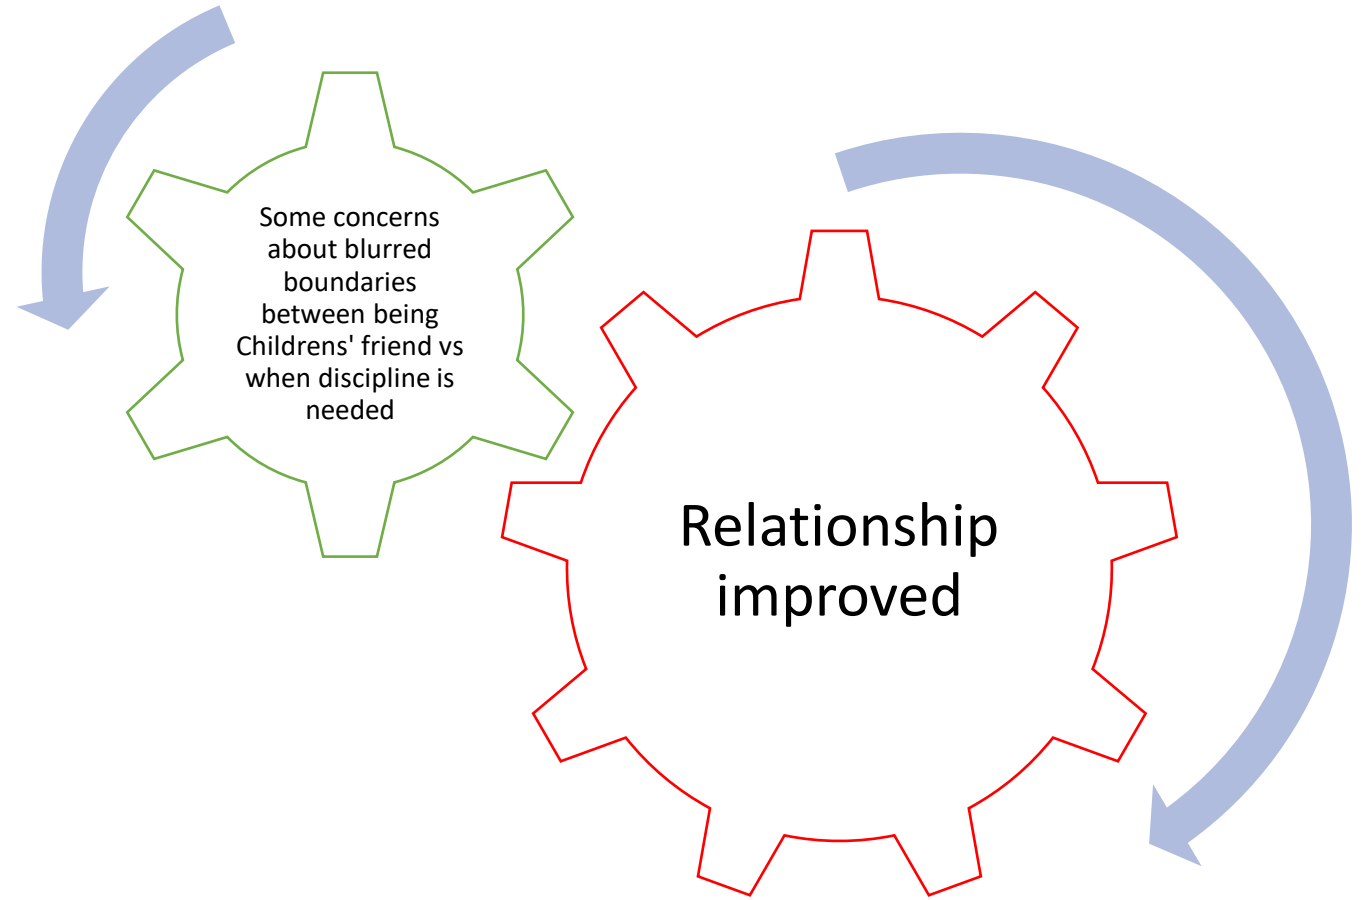 Some concerns
about blurred
boundaries
between being
Childrens' friend vs
when discipline is
needed
Relationship
improved